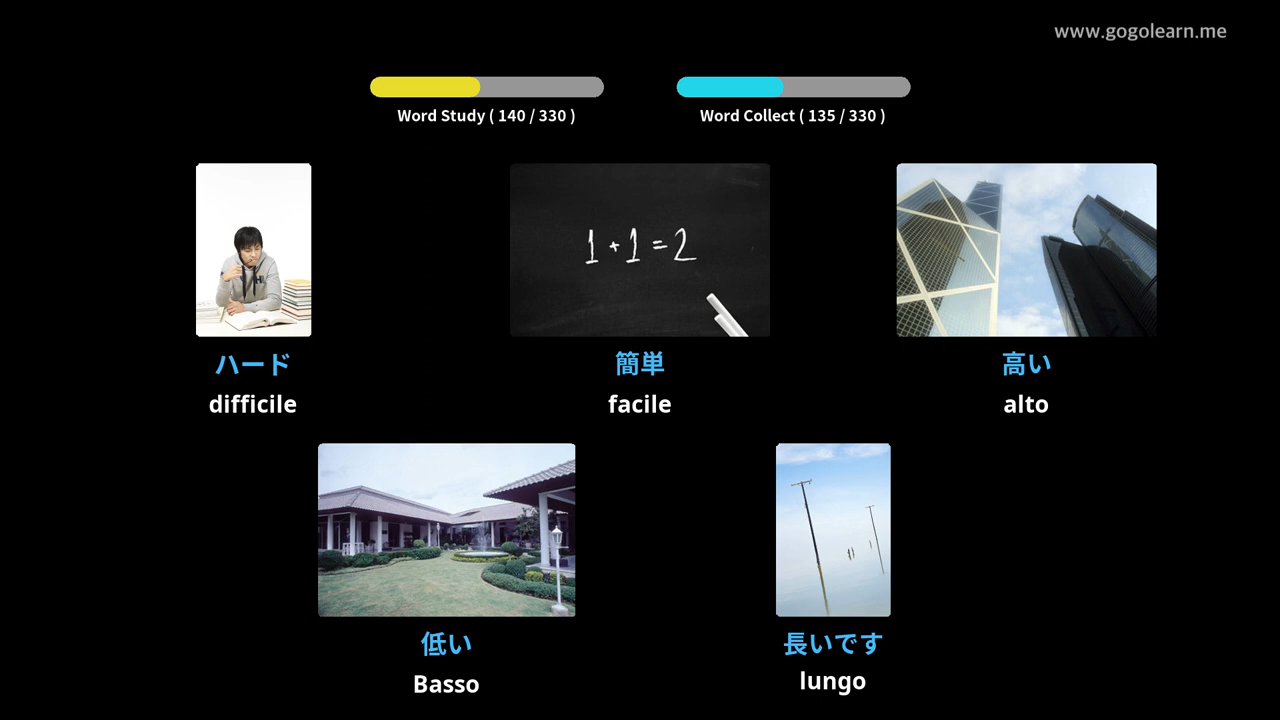 www.gogolearn.me
Word Study ( 140 / 330 )
Word Collect ( 135 / 330 )
1 + 1 = 2
ハード
difficile
簡単
facile
高い
alto
低い
Basso
長いです
lungo